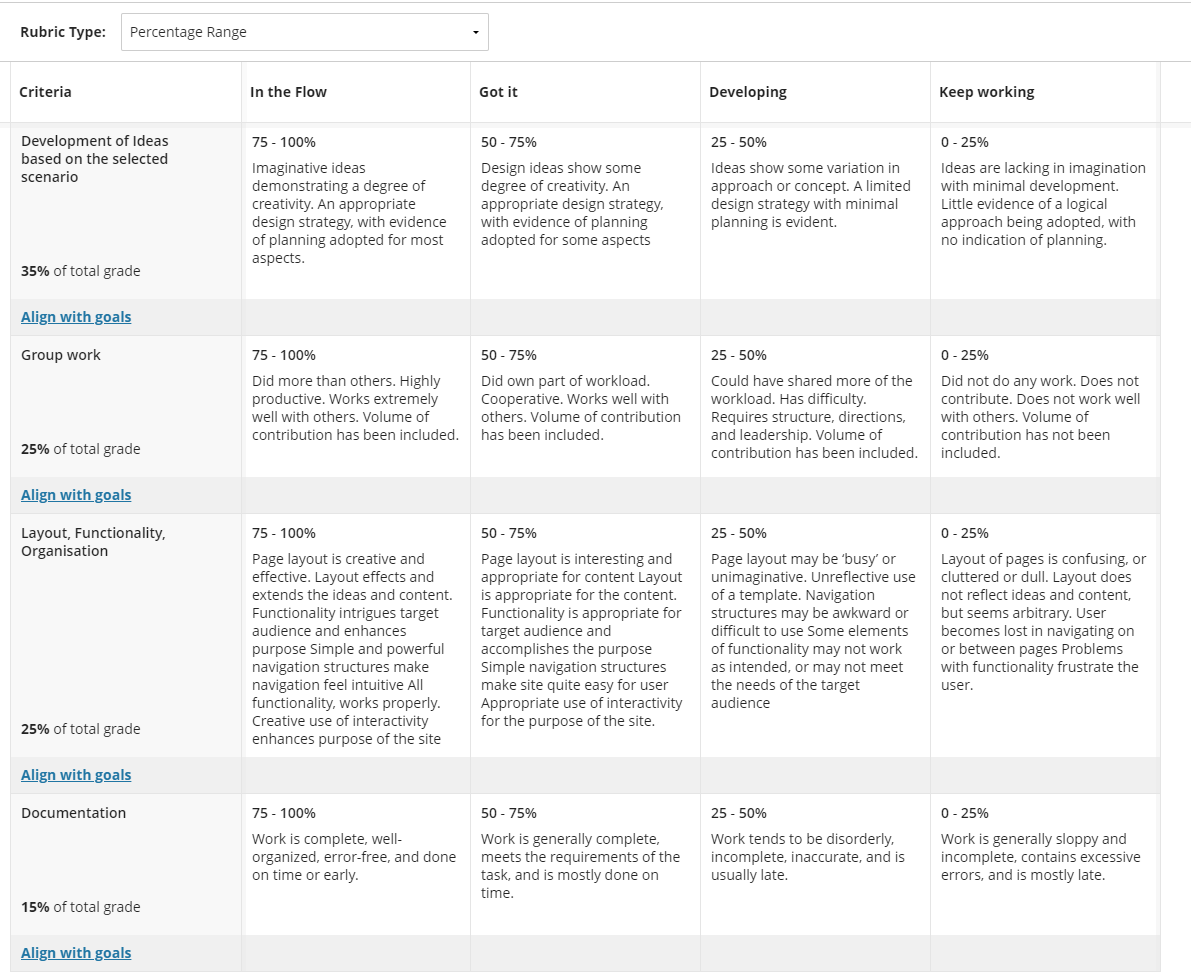 Rubric Type: Percentage Range
Criteria
In the Flow
Got it
Developing
Keep working
Development of Ideas
based on the selected
scenario
35% of total grade
75 - 100%
Imaginative ideas
demonstrating a degree of
creativity. An appropriate
design strategy, with evidence
of planning adopted for most
aspects.
50 - 75%
Design ideas show some
degree of creativity. An
appropriate design strategy,
with evidence of planning
adopted for some aspects
25 - 50%
Ideas show some variation in
approach or concept. A limited
design strategy with minimal
planning is evident.
0 - 25%
Ideas are lacking in imagination
with minimal development.
Little evidence of a logical
approach being adopted, with
no indication of planning.
Align with goals
Group work
25% of total grade
75 - 100%
Did more than others. Highly
productive. Works extremely
well with others. Volume of
contribution has been included.
50 - 75%
Did own part of workload.
Cooperative. Works well with
others. Volume of contribution
has been included.
25 - 50%
Could have shared more of the
workload. Has difficulty.
Requires structure, directions,
and leadership. Volume of
contribution has been included.
0 - 25%
Did not do any work. Does not
contribute. Does not work well
with others. Volume of
contribution has not been
included.
Align with goals
Layout, Functionality,
Organisation
25% of total grade
75 - 100%
Page layout is creative and
effective. Layout effects and
extends the ideas and content.
Functionality intrigues target
audience and enhances
purpose Simple and powerful
navigation structures make
navigation feel intuitive All
functionality, works properly.
Creative use of interactivity
enhances purpose of the site
50 - 75%
Page layout is interesting and
appropriate for content Layout
is appropriate for the content.
Functionality is appropriate for
target audience and
accomplishes the purpose
Simple navigation structures
make site quite easy for user
Appropriate use of interactivity
for the purpose of the site.
25 - 50%
Page layout may be ‘busy’ or
unimaginative. Unreflective use
of a template. Navigation
structures may be awkward or
difficult to use Some elements
of functionality may not work
as intended, or may not meet
the needs of the target
audience
0 - 25%
Layout of pages is confusing, or
cluttered or dull. Layout does
not reflect ideas and content,
but seems arbitrary. User
becomes lost in navigating on
or between pages Problems
with functionality frustrate the
user.
Align with goals
Documentation
15% of total grade
75 - 100%
Work is complete, well-
organized, error-free, and done
on time or early.
50 - 75%
Work is generally complete,
meets the requirements of the
task, and is mostly done on
time.
25 - 50%
Work tends to be disorderly,
incomplete, inaccurate, and is
usually late.
0 - 25%
Work is generally sloppy and
incomplete, contains excessive
errors, and is mostly late.
Align with goals